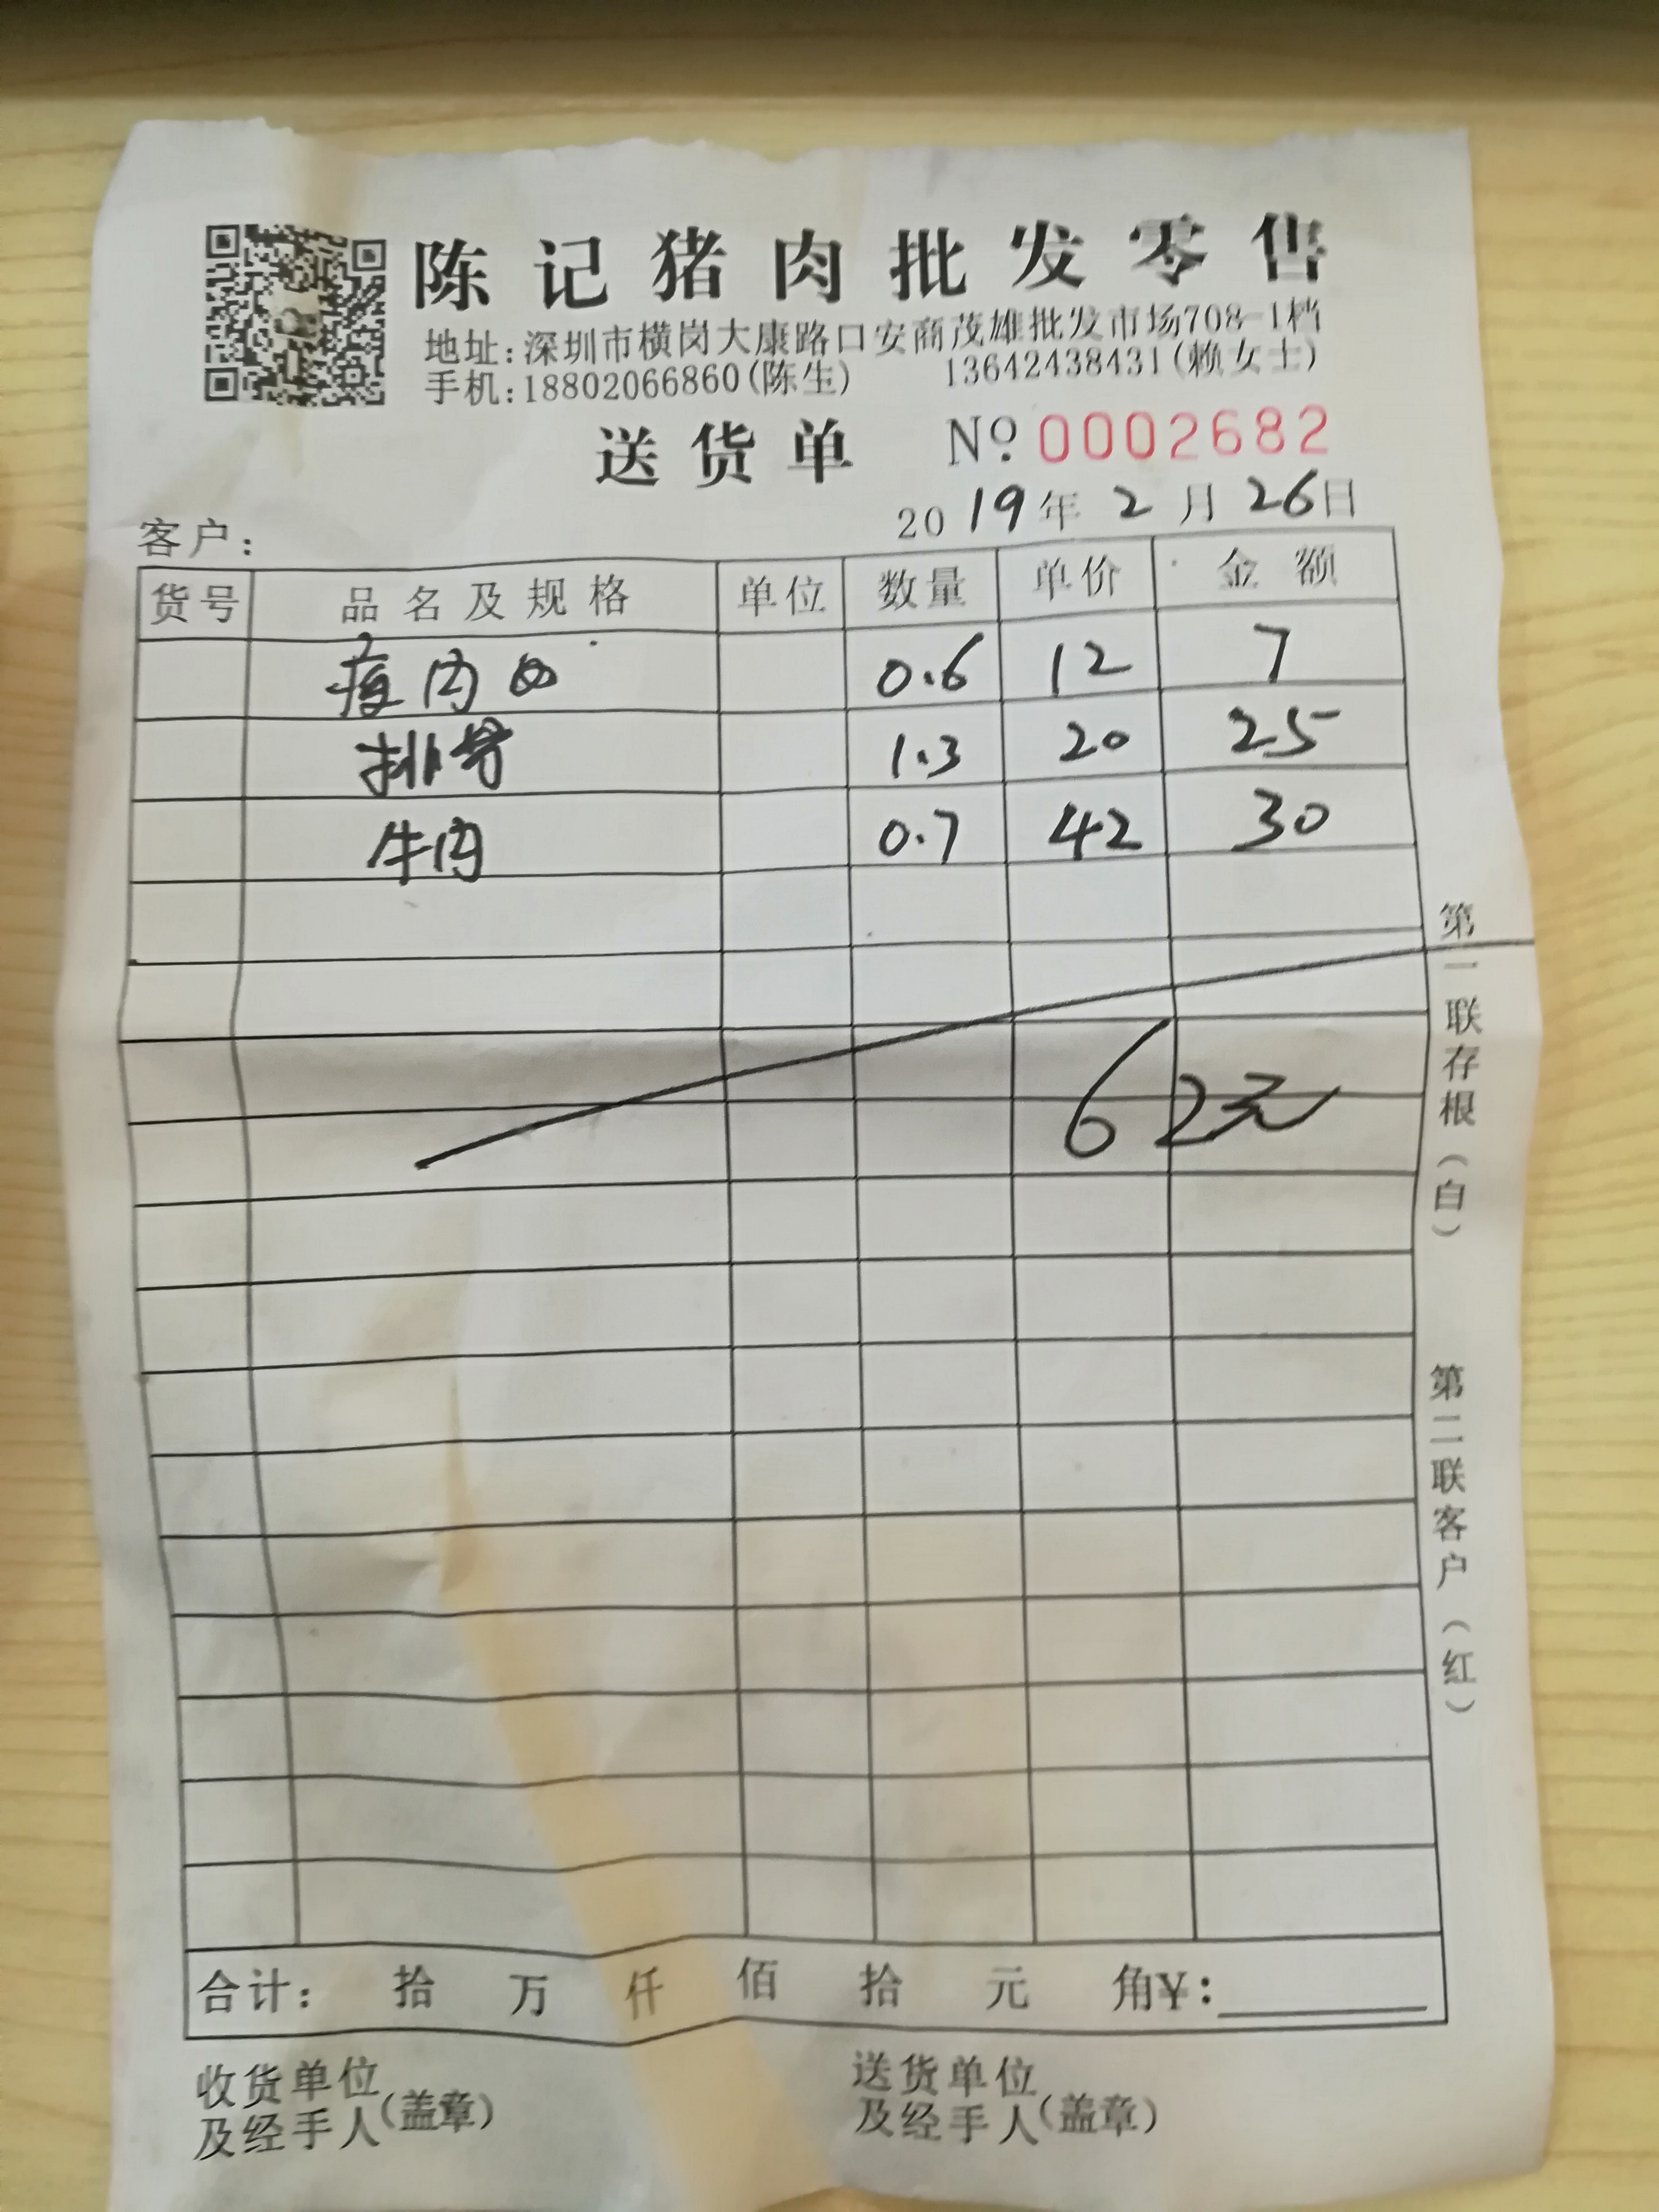 陈记猪肉批发零售
地址:深圳市横岗大康路口安商茂雄批发市场708-1档
手机:18802066860(陈生) 13642438431(赖女士)
送货单 Nº 0002682
2019年2月26日
客户:
货号 品名及规格 单位 数量 单价 金额
瘦肉 0.6 12 7
排骨 1.3 20 25
牛肉 0.7 42 30
62元
合计: 拾 万 仟 佰 拾 元 角¥:
收货单位及经手人(盖章)
送货单位及经手人(盖章)
第一联存根(白)
第二联客户(红)